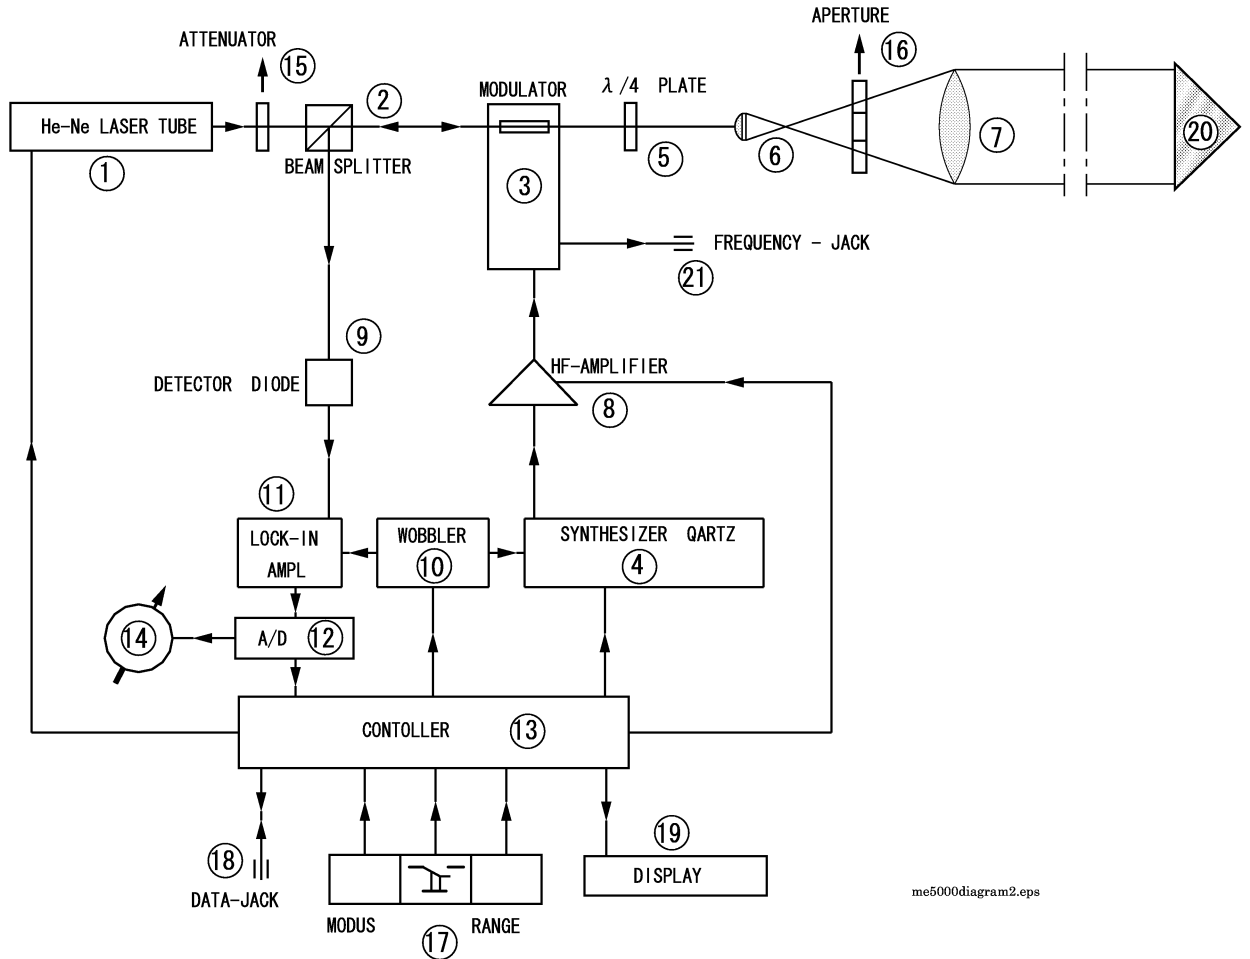 APERTURE
16
ATTENUATOR
15
MODULATOR
λ/4 PLATE
2
He-Ne LASER TUBE
1
BEAM SPLITTER
3
5
6
7
20
FREQUENCY - JACK
21
9
DETECTOR DIODE
HF-AMPLIFIER
8
11
LOCK-IN
AMPL
WOBBLER
10
SYNTHESIZER QARTZ
4
14
A/D 12
CONTOLLER 13
18
DATA-JACK
MODUS
RANGE
17
19
DISPLAY
me5000diagram2.eps